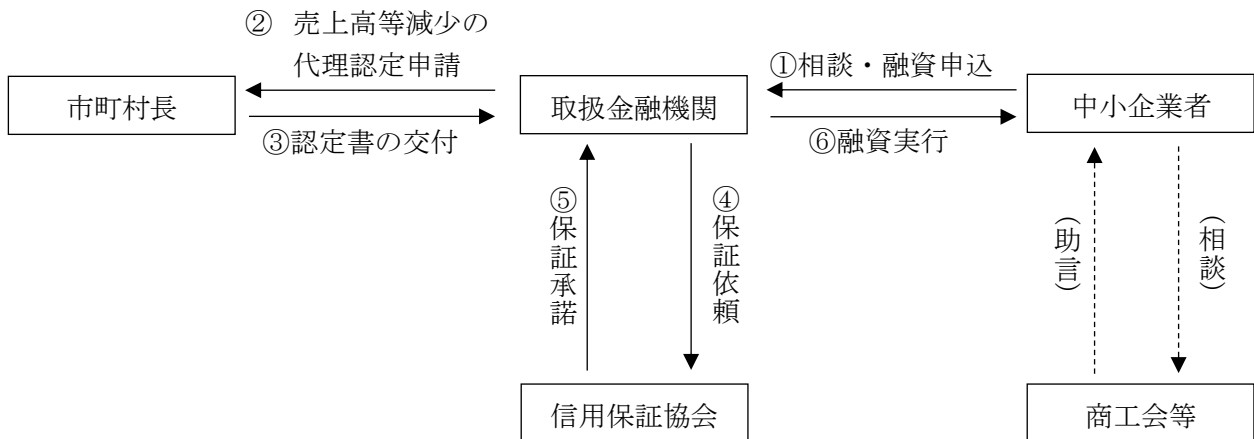 ② 売上高等減少の
代理認定申請
①相談・融資申込
市町村長
取扱金融機関
中小企業者
③認定書の交付
⑥融資実行
⑤保証承諾
④保証依頼
(助言)
(相談)
信用保証協会
商工会等